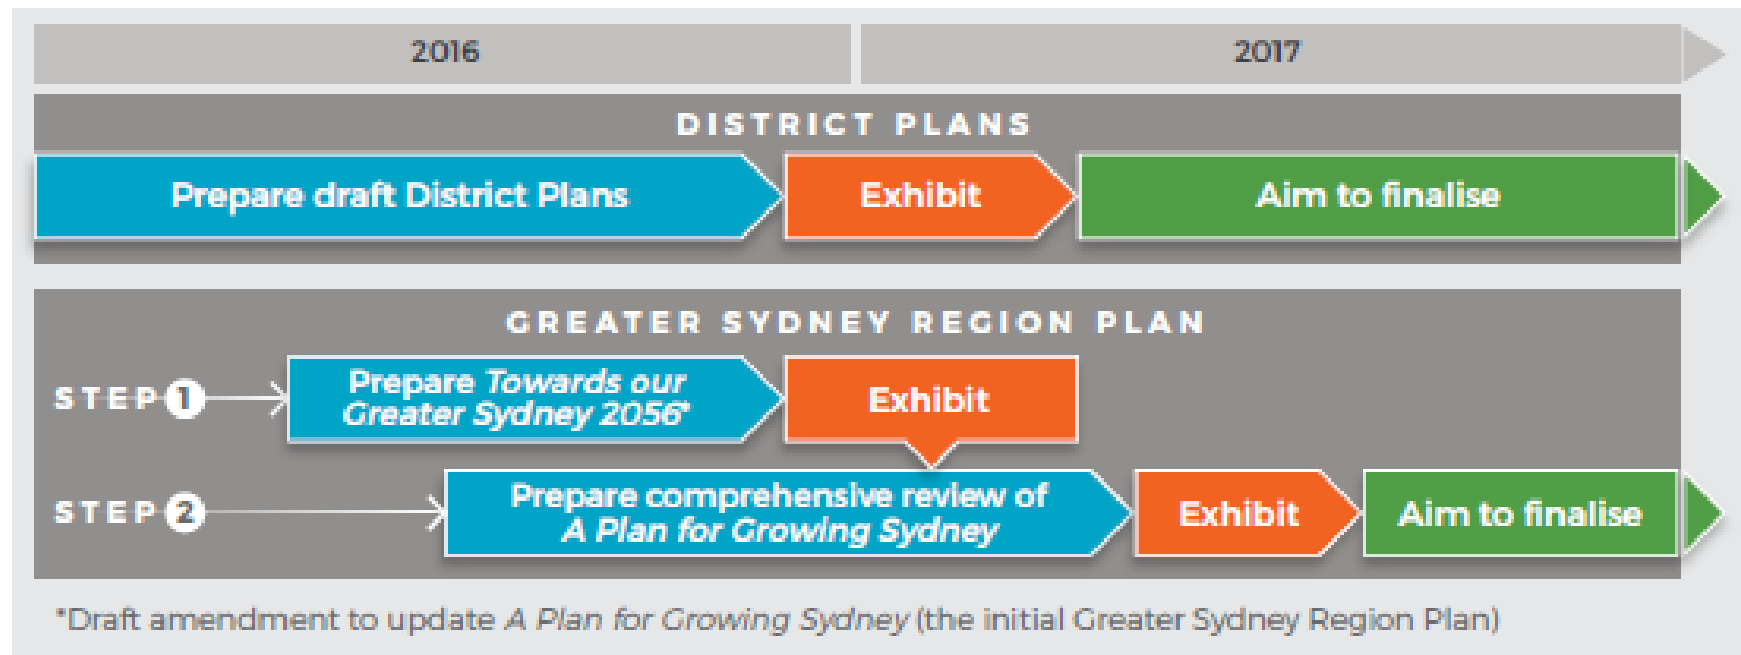 2016
2017
DISTRICT PLANS
Prepare draft District Plans
Exhibit
Aim to finalise
GREATER SYDNEY REGION PLAN
STEP 1
Prepare Towards our
Greater Sydney 2056*
Exhibit
STEP 2
Prepare comprehensive review of
A Plan for Growing Sydney
Exhibit
Aim to finalise
*Draft amendment to update A Plan for Growing Sydney (the initial Greater Sydney Region Plan)